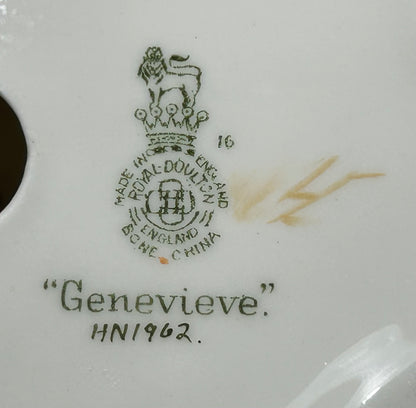 16
MADE IN ENGLAND
ROYAL·DOULTON
ENGLAND
BONE CHINA
"Genevieve".
HN1962.